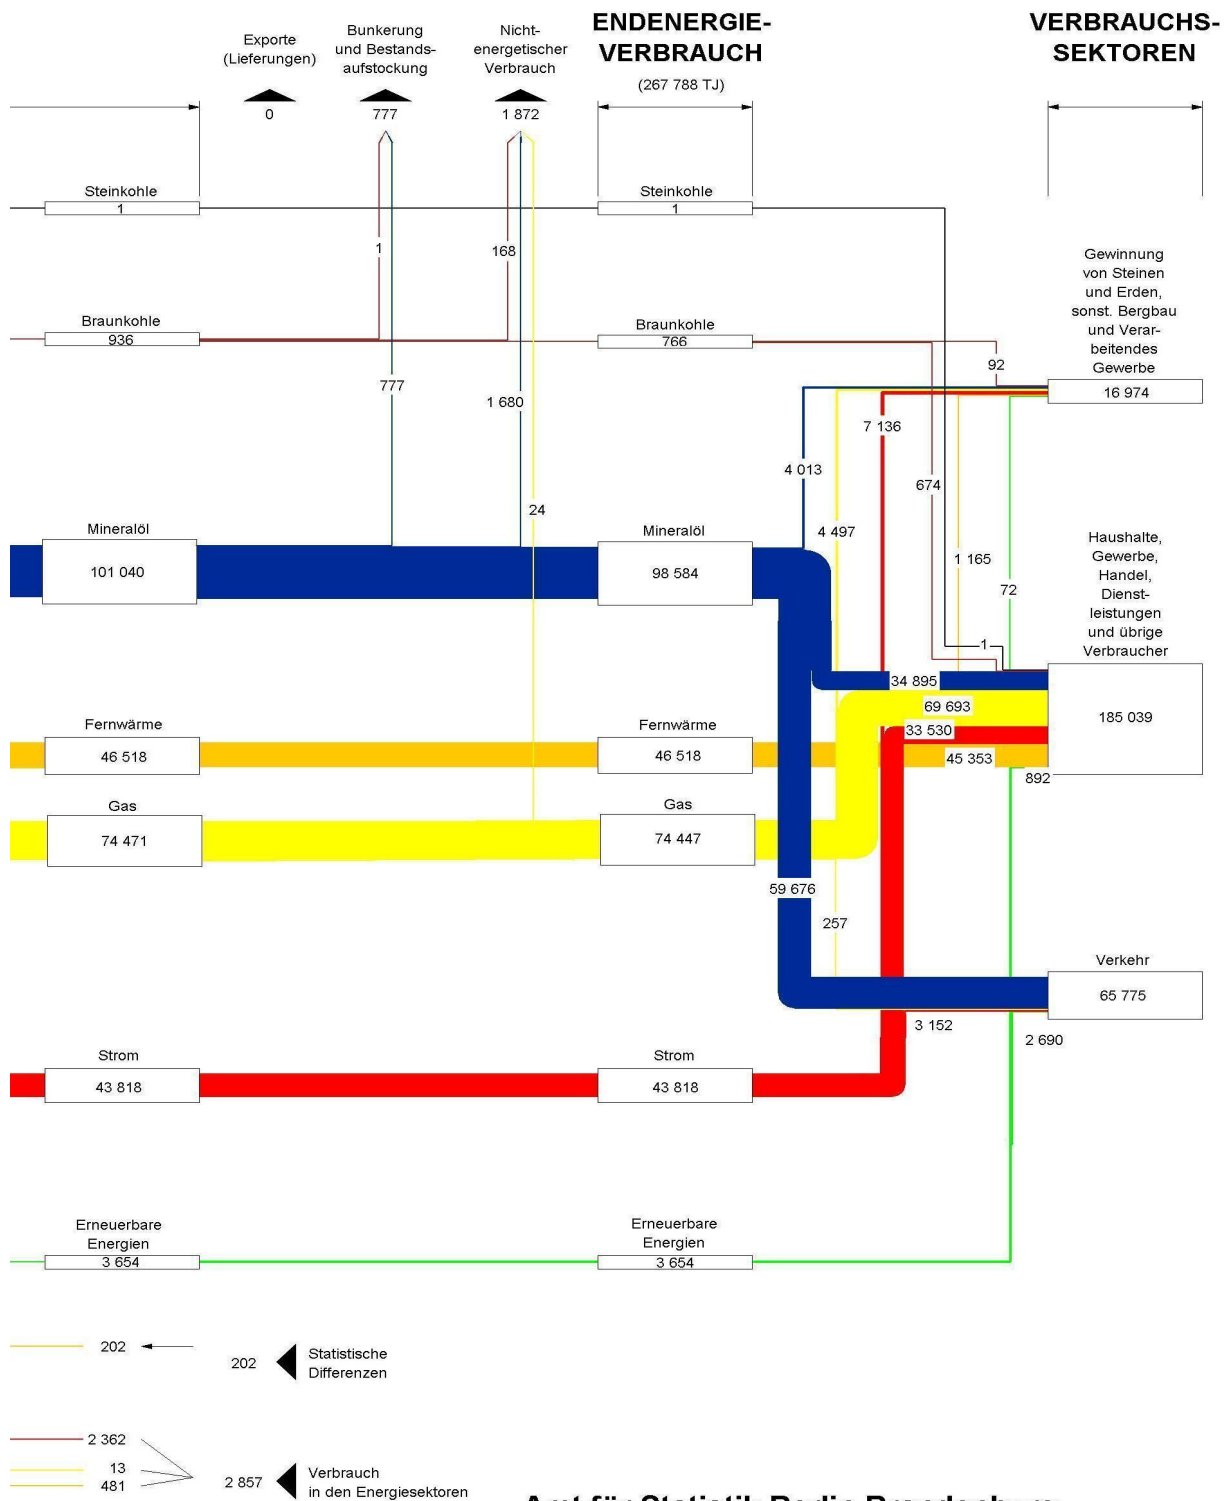 Exporte
(Lieferungen)
0
Bunkerung
und Bestands-
aufstockung
777
Nicht-
energetischer
Verbrauch
1 872
ENDENERGIE-
VERBRAUCH
(267 788 TJ)
VERBRAUCHS-
SEKTOREN
Steinkohle
1
Steinkohle
1
1
168
Gewinnung
von Steinen
und Erden,
sonst. Bergbau
und Verar-
beitendes
Gewerbe
16 974
Braunkohle
936
Braunkohle
766
92
777
1 680
7 136
4 013
674
24
4 497
1 165
72
Mineralöl
101 040
Mineralöl
98 584
Haushalte,
Gewerbe,
Handel,
Dienst-
leistungen
und übrige
Verbraucher
185 039
1
34 895
69 693
33 530
45 353
892
Fernwärme
46 518
Fernwärme
46 518
Gas
74 471
Gas
74 447
59 676
257
Verkehr
65 775
3 152
2 690
Strom
43 818
Strom
43 818
Erneuerbare
Energien
3 654
Erneuerbare
Energien
3 654
202
202
Statistische
Differenzen
2 362
13
481
2 857
Verbrauch
in den Energiesektoren
Amt für Statistik Berlin-Brandenburg